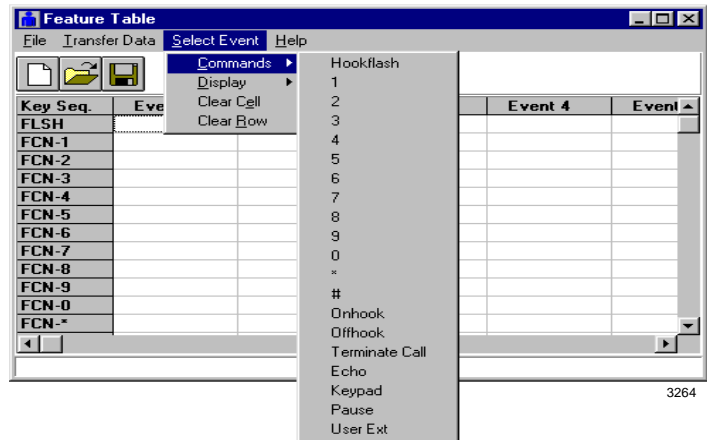 Feature Table
File Transfer Data Select Event Help
Commands
Display
Clear Cell
Clear Row
Hookflash
1
2
3
4
5
6
7
8
9
0
*
#
Onhook
Offhook
Terminate Call
Echo
Keypad
Pause
User Ext
Key Seq. Eve Event 4 Event
FLSH
FCN-1
FCN-2
FCN-3
FCN-4
FCN-5
FCN-6
FCN-7
FCN-8
FCN-9
FCN-0
FCN-*
3264